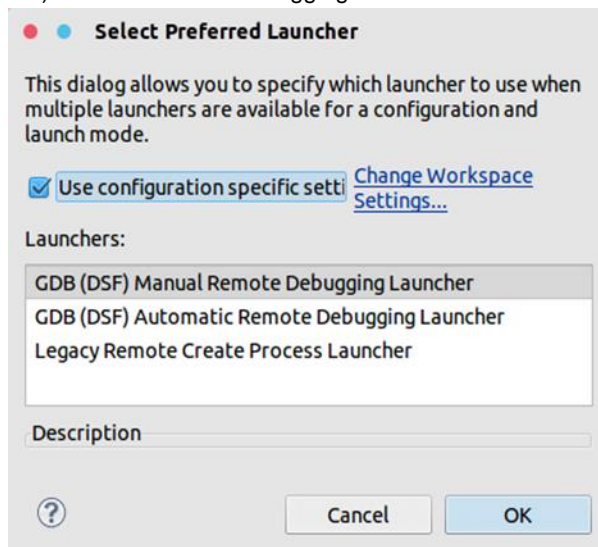 Select Preferred Launcher
This dialog allows you to specify which launcher to use when
multiple launchers are available for a configuration and
launch mode.
Use configuration specific setti
Change Workspace
Settings...
Launchers:
GDB (DSF) Manual Remote Debugging Launcher
GDB (DSF) Automatic Remote Debugging Launcher
Legacy Remote Create Process Launcher
Description
?
Cancel
OK